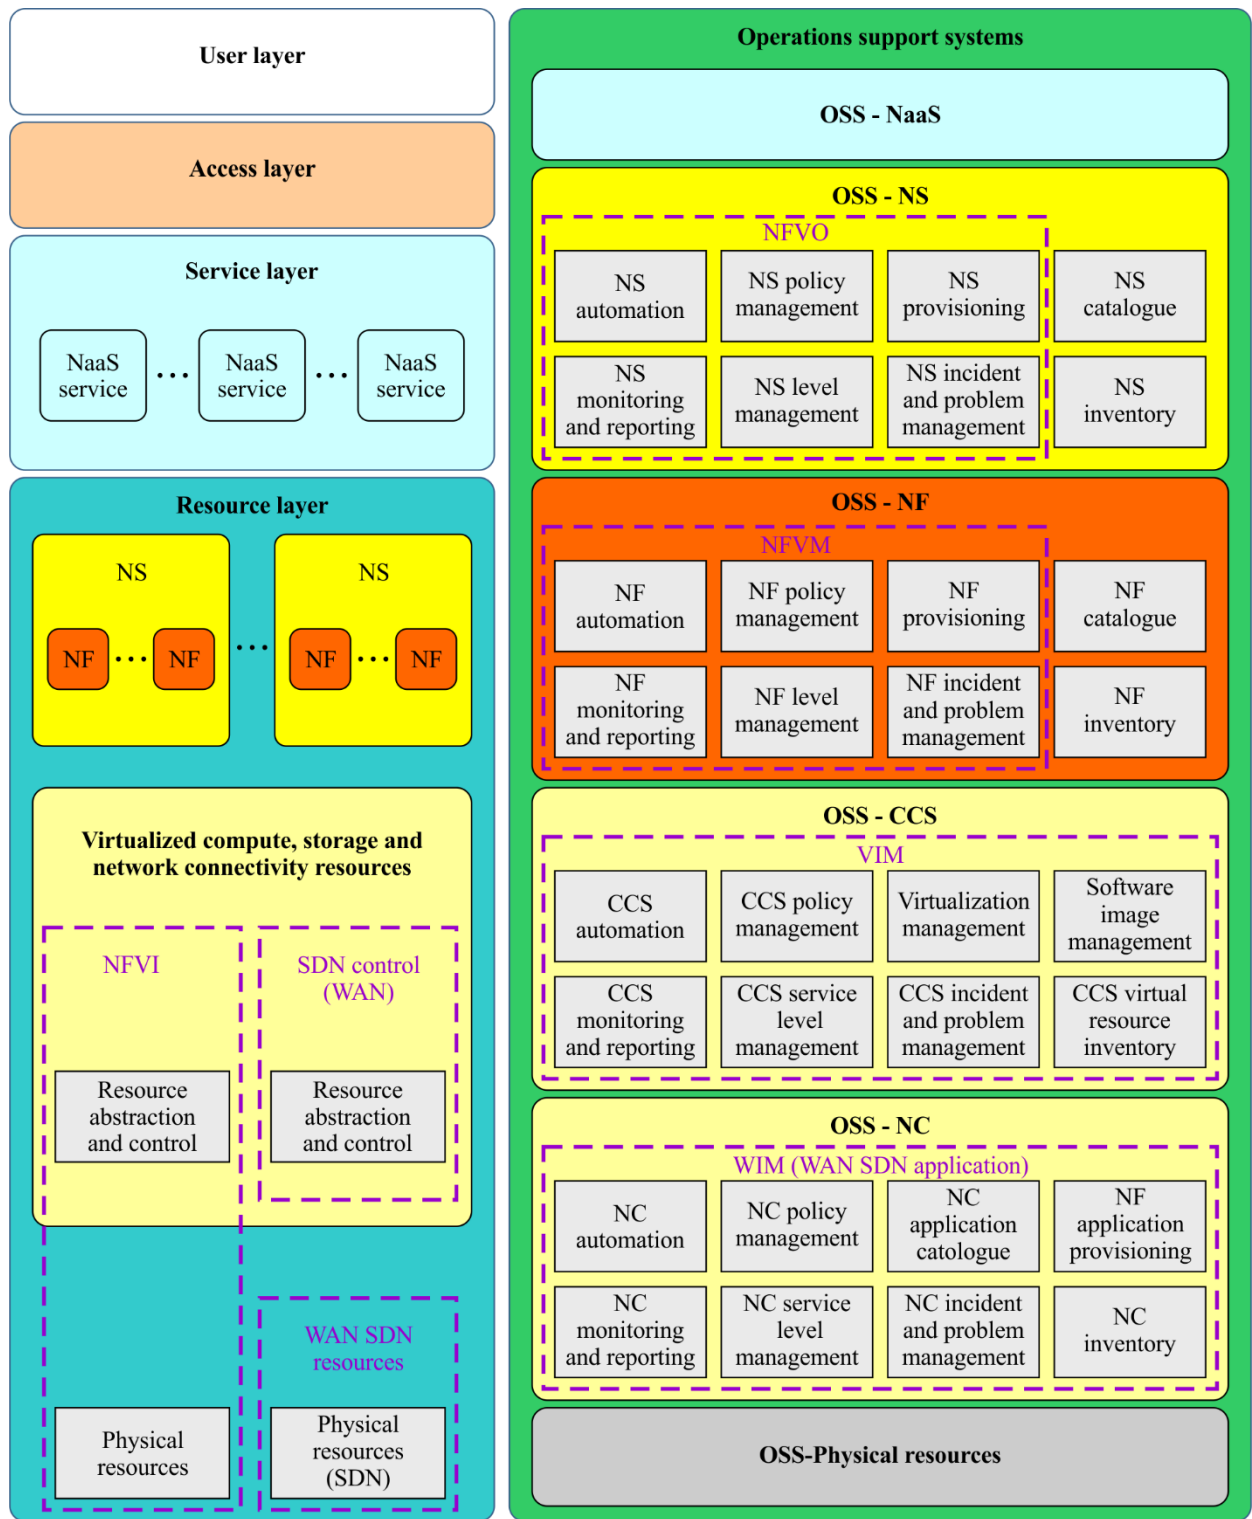 User layer
Access layer
Service layer
NaaS
service
...
NaaS
service
...
NaaS
service
Resource layer
NS
NF
...
NF
...
NS
NF
...
NF
Virtualized compute, storage and
network connectivity resources
NFVI
Resource
abstraction
and control
SDN control
(WAN)
Resource
abstraction
and control
WAN SDN
resources
Physical
resources
Physical
resources
(SDN)
Operations support systems
OSS - NaaS
OSS - NS
NFVO
NS
automation
NS policy
management
NS
provisioning
NS
catalogue
NS
monitoring
and reporting
NS level
management
NS incident
and problem
management
NS
inventory
OSS - NF
NFVM
NF
automation
NF policy
management
NF
provisioning
NF
catalogue
NF
monitoring
and reporting
NF level
management
NF incident
and problem
management
NF
inventory
OSS - CCS
VIM
CCS
automation
CCS policy
management
Virtualization
management
Software
image
management
CCS
monitoring
and reporting
CCS service
level
management
CCS incident
and problem
management
CCS virtual
resource
inventory
OSS - NC
WIM (WAN SDN application)
NC
automation
NC policy
management
NC
application
catologue
NF
application
provisioning
NC
monitoring
and reporting
NC service
level
management
NC incident
and problem
management
NC
inventory
OSS-Physical resources